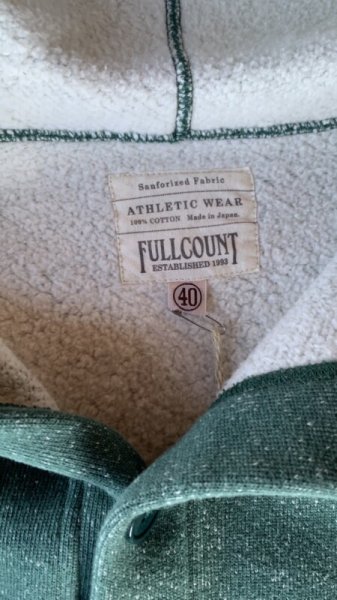 Sanforized Fabric
ATHLETIC WEAR
100% COTTON Made in Japan
FULLCOUNT
ESTABLISHED 1993
40